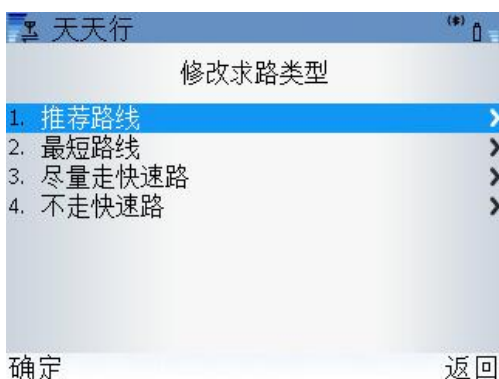 天天行
修改求路类型
1. 推荐路线
2. 最短路线
3. 尽量走快速路
4. 不走快速路
确定 返回